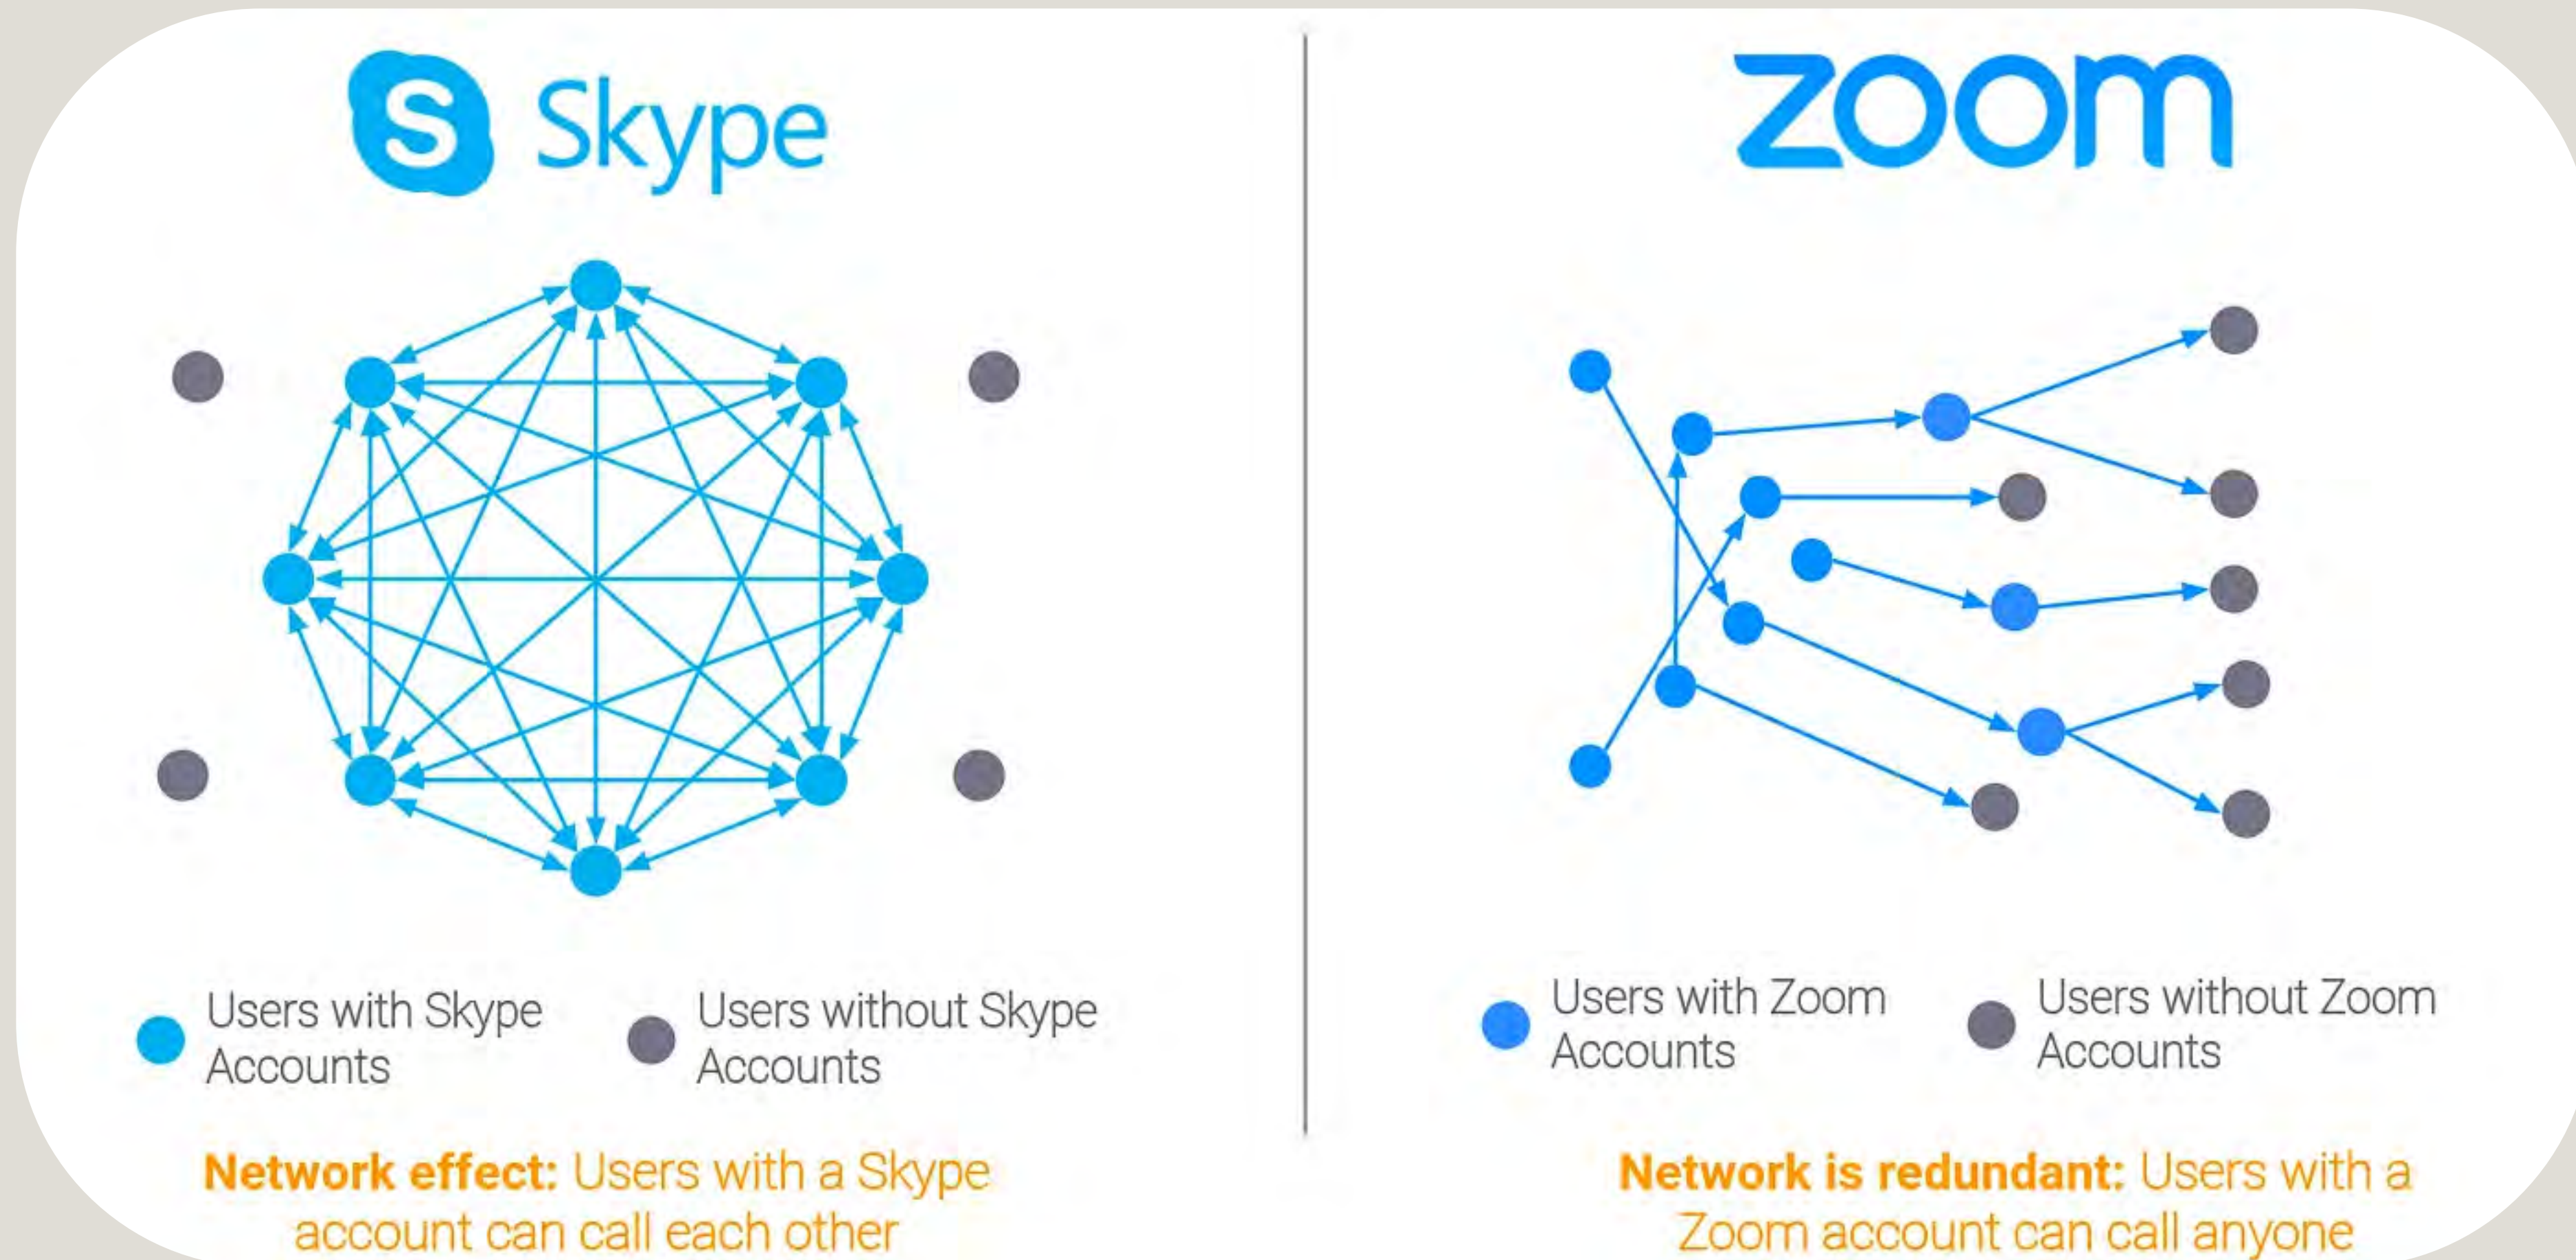 S Skype
zoom
Users with Skype
Accounts
Users without Skype
Accounts
Network effect: Users with a Skype
account can call each other
Users with Zoom
Accounts
Users without Zoom
Accounts
Network is redundant: Users with a
Zoom account can call anyone